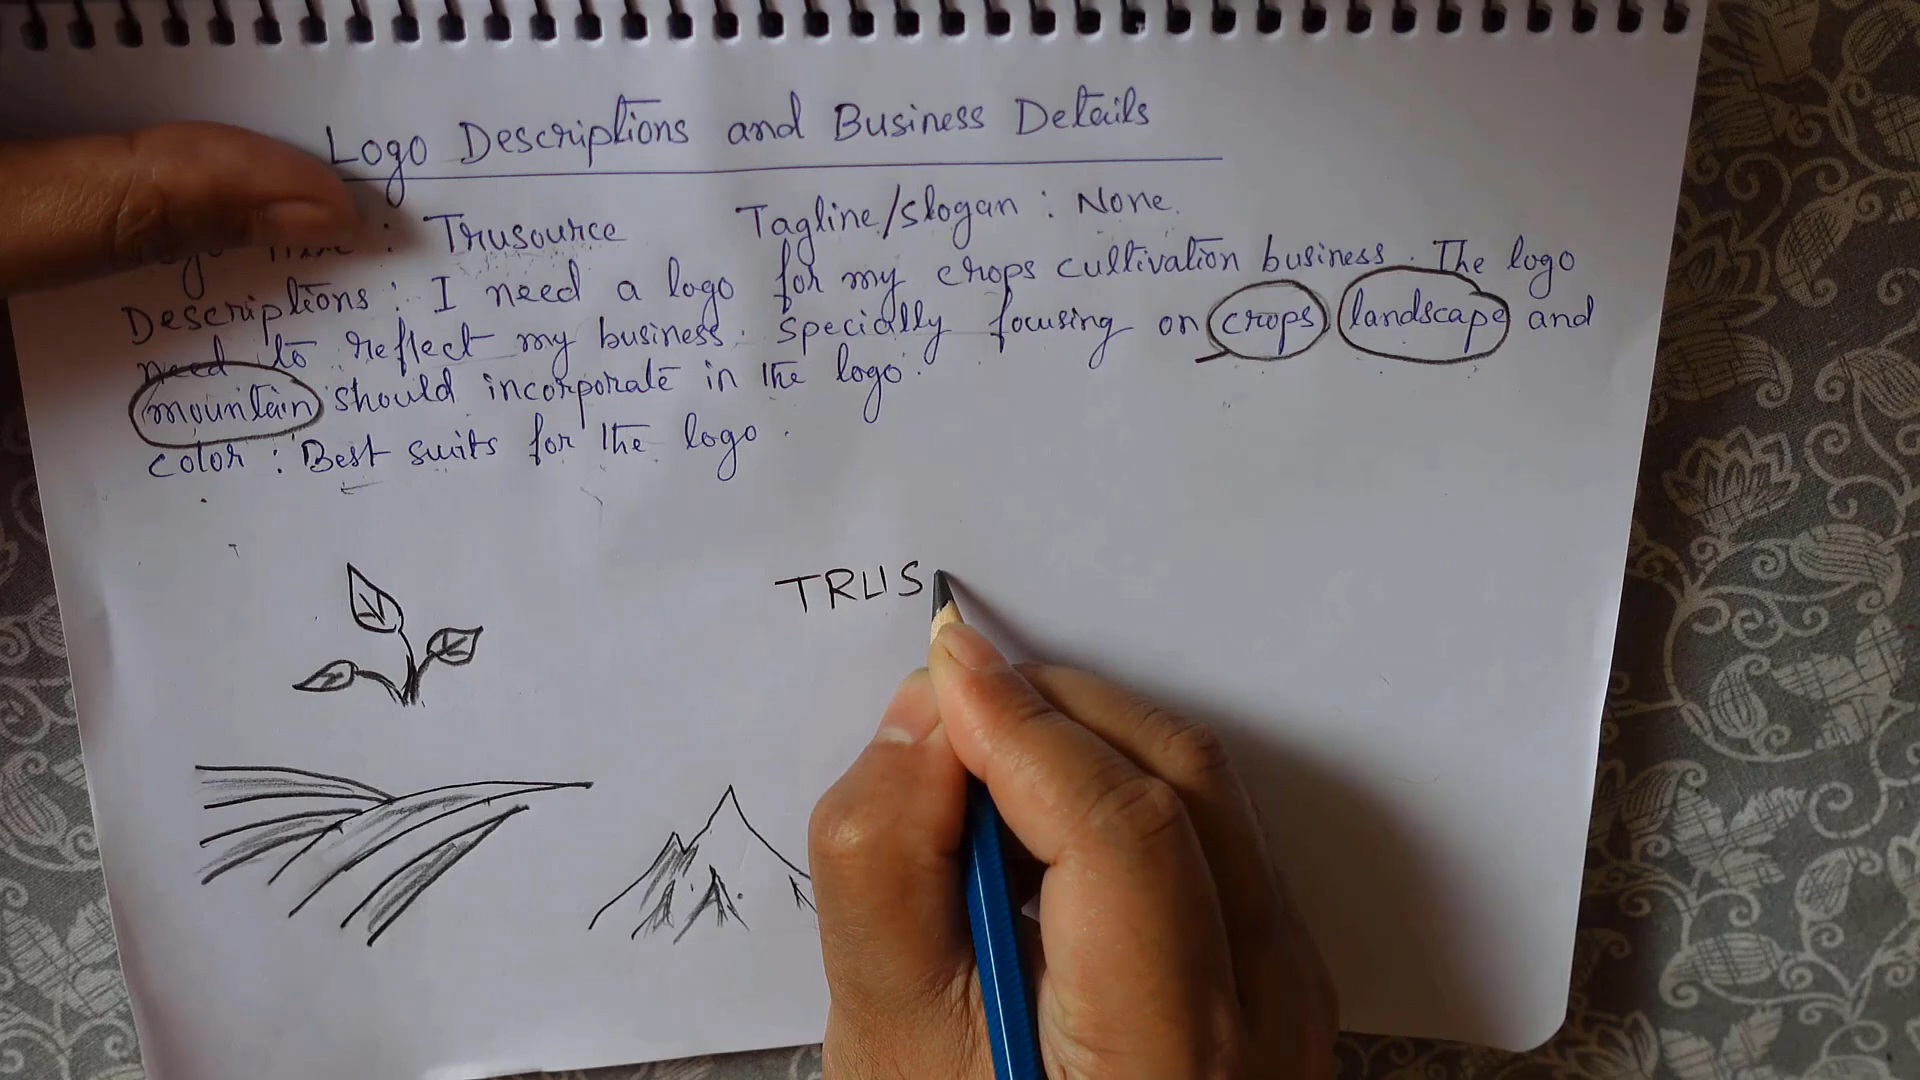 Logo Descriptions and Business Details
: Trusource Tagline/slogan : None.
Descriptions : I need a logo for my crops cultivation business. The logo
need to reflect my business. specially focusing on crops landscape and
mountain should incorporate in the logo.
color : Best suits for the logo.
TRUS